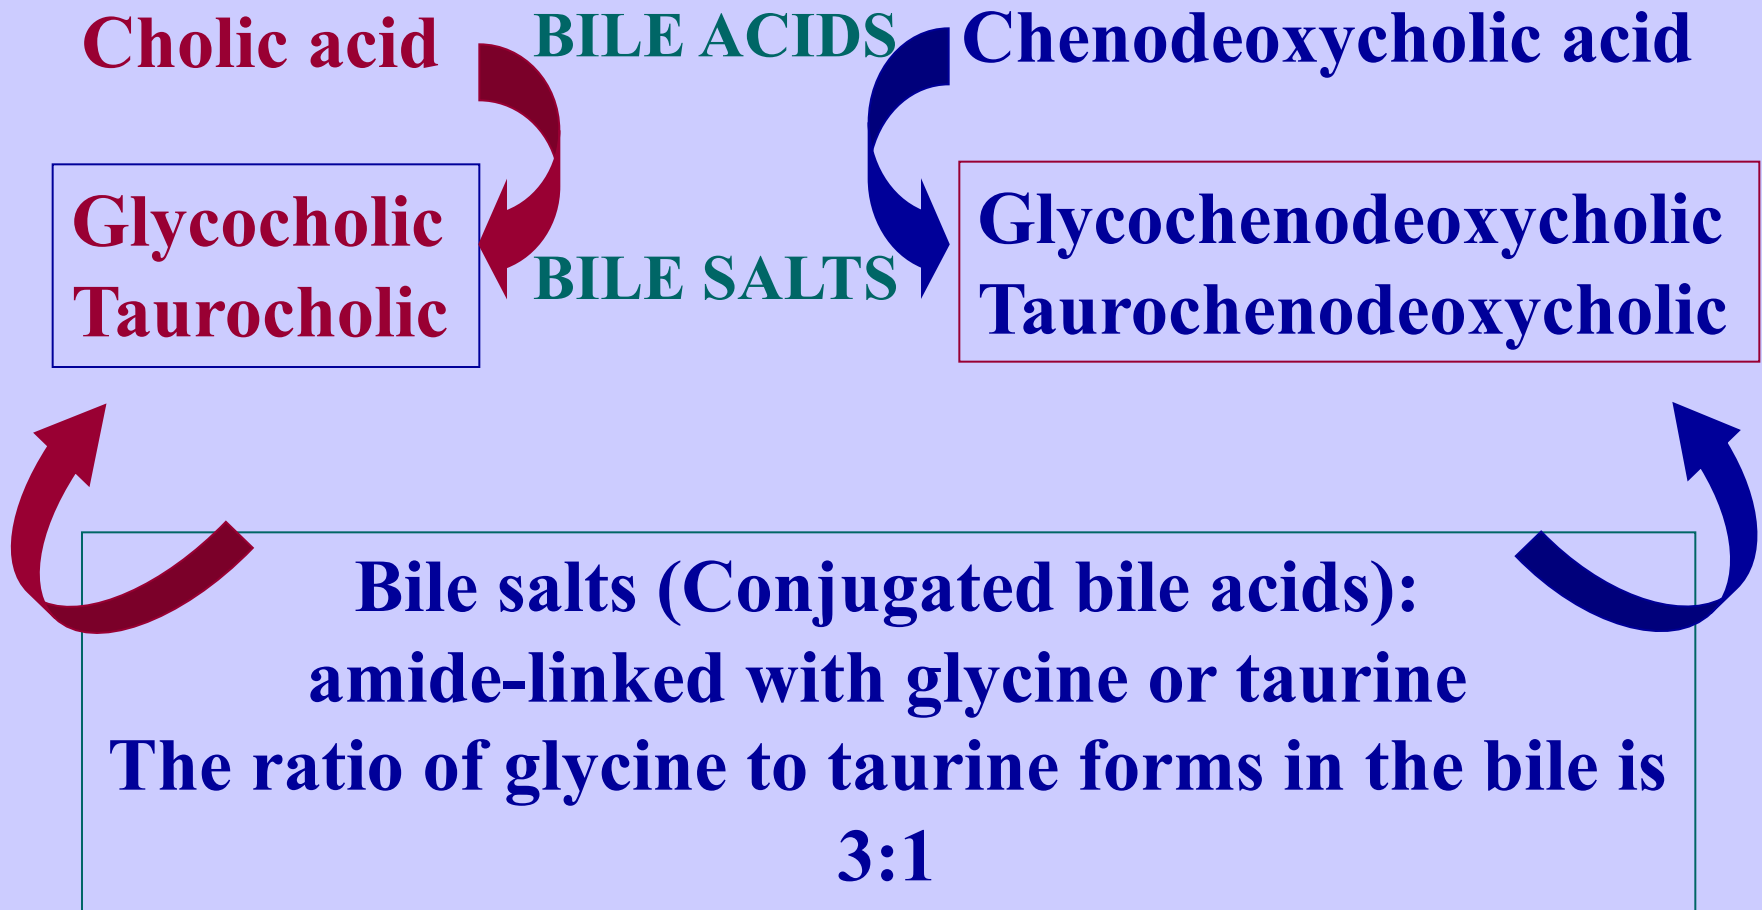 Cholic acid
BILE ACIDS
Chenodeoxycholic acid
Glycocholic
Taurocholic
BILE SALTS
Glycochenodeoxycholic
Taurochenodeoxycholic
Bile salts (Conjugated bile acids):
amide-linked with glycine or taurine
The ratio of glycine to taurine forms in the bile is
3:1